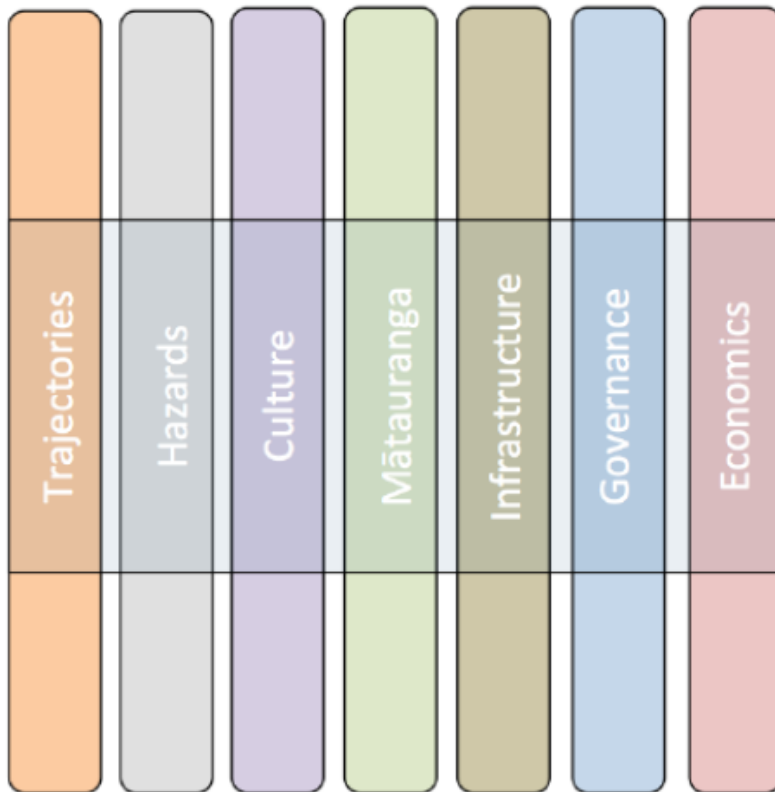 Trajectories
Hazards
Culture
Mātauranga
Infrastructure
Governance
Economics